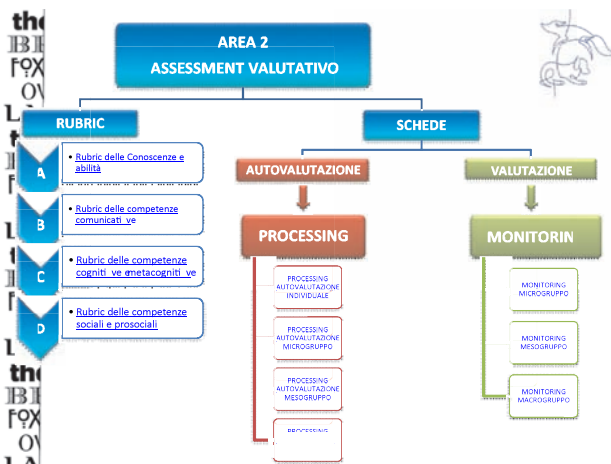 AREA 2
ASSESSMENT VALUTATIVO
RUBRIC
SCHEDE
A
• Rubric delle Conoscenze e
abilità
B
• Rubric delle competenze
comunicati ve
C
• Rubric delle competenze
cogniti ve emetacogniti ve
D
• Rubric delle competenze
sociali e prosociali
AUTOVALUTAZIONE
VALUTAZIONE
PROCESSING
MONITORIN
PROCESSING
AUTOVALUTAZIONE
INDIVIDUALE
PROCESSING
AUTOVALUTAZIONE
MICROGRUPPO
PROCESSING
AUTOVALUTAZIONE
MESOGRUPPO
PROCESSING
MONITORING
MICROGRUPPO
MONITORING
MESOGRUPPO
MONITORING
MACROGRUPPO